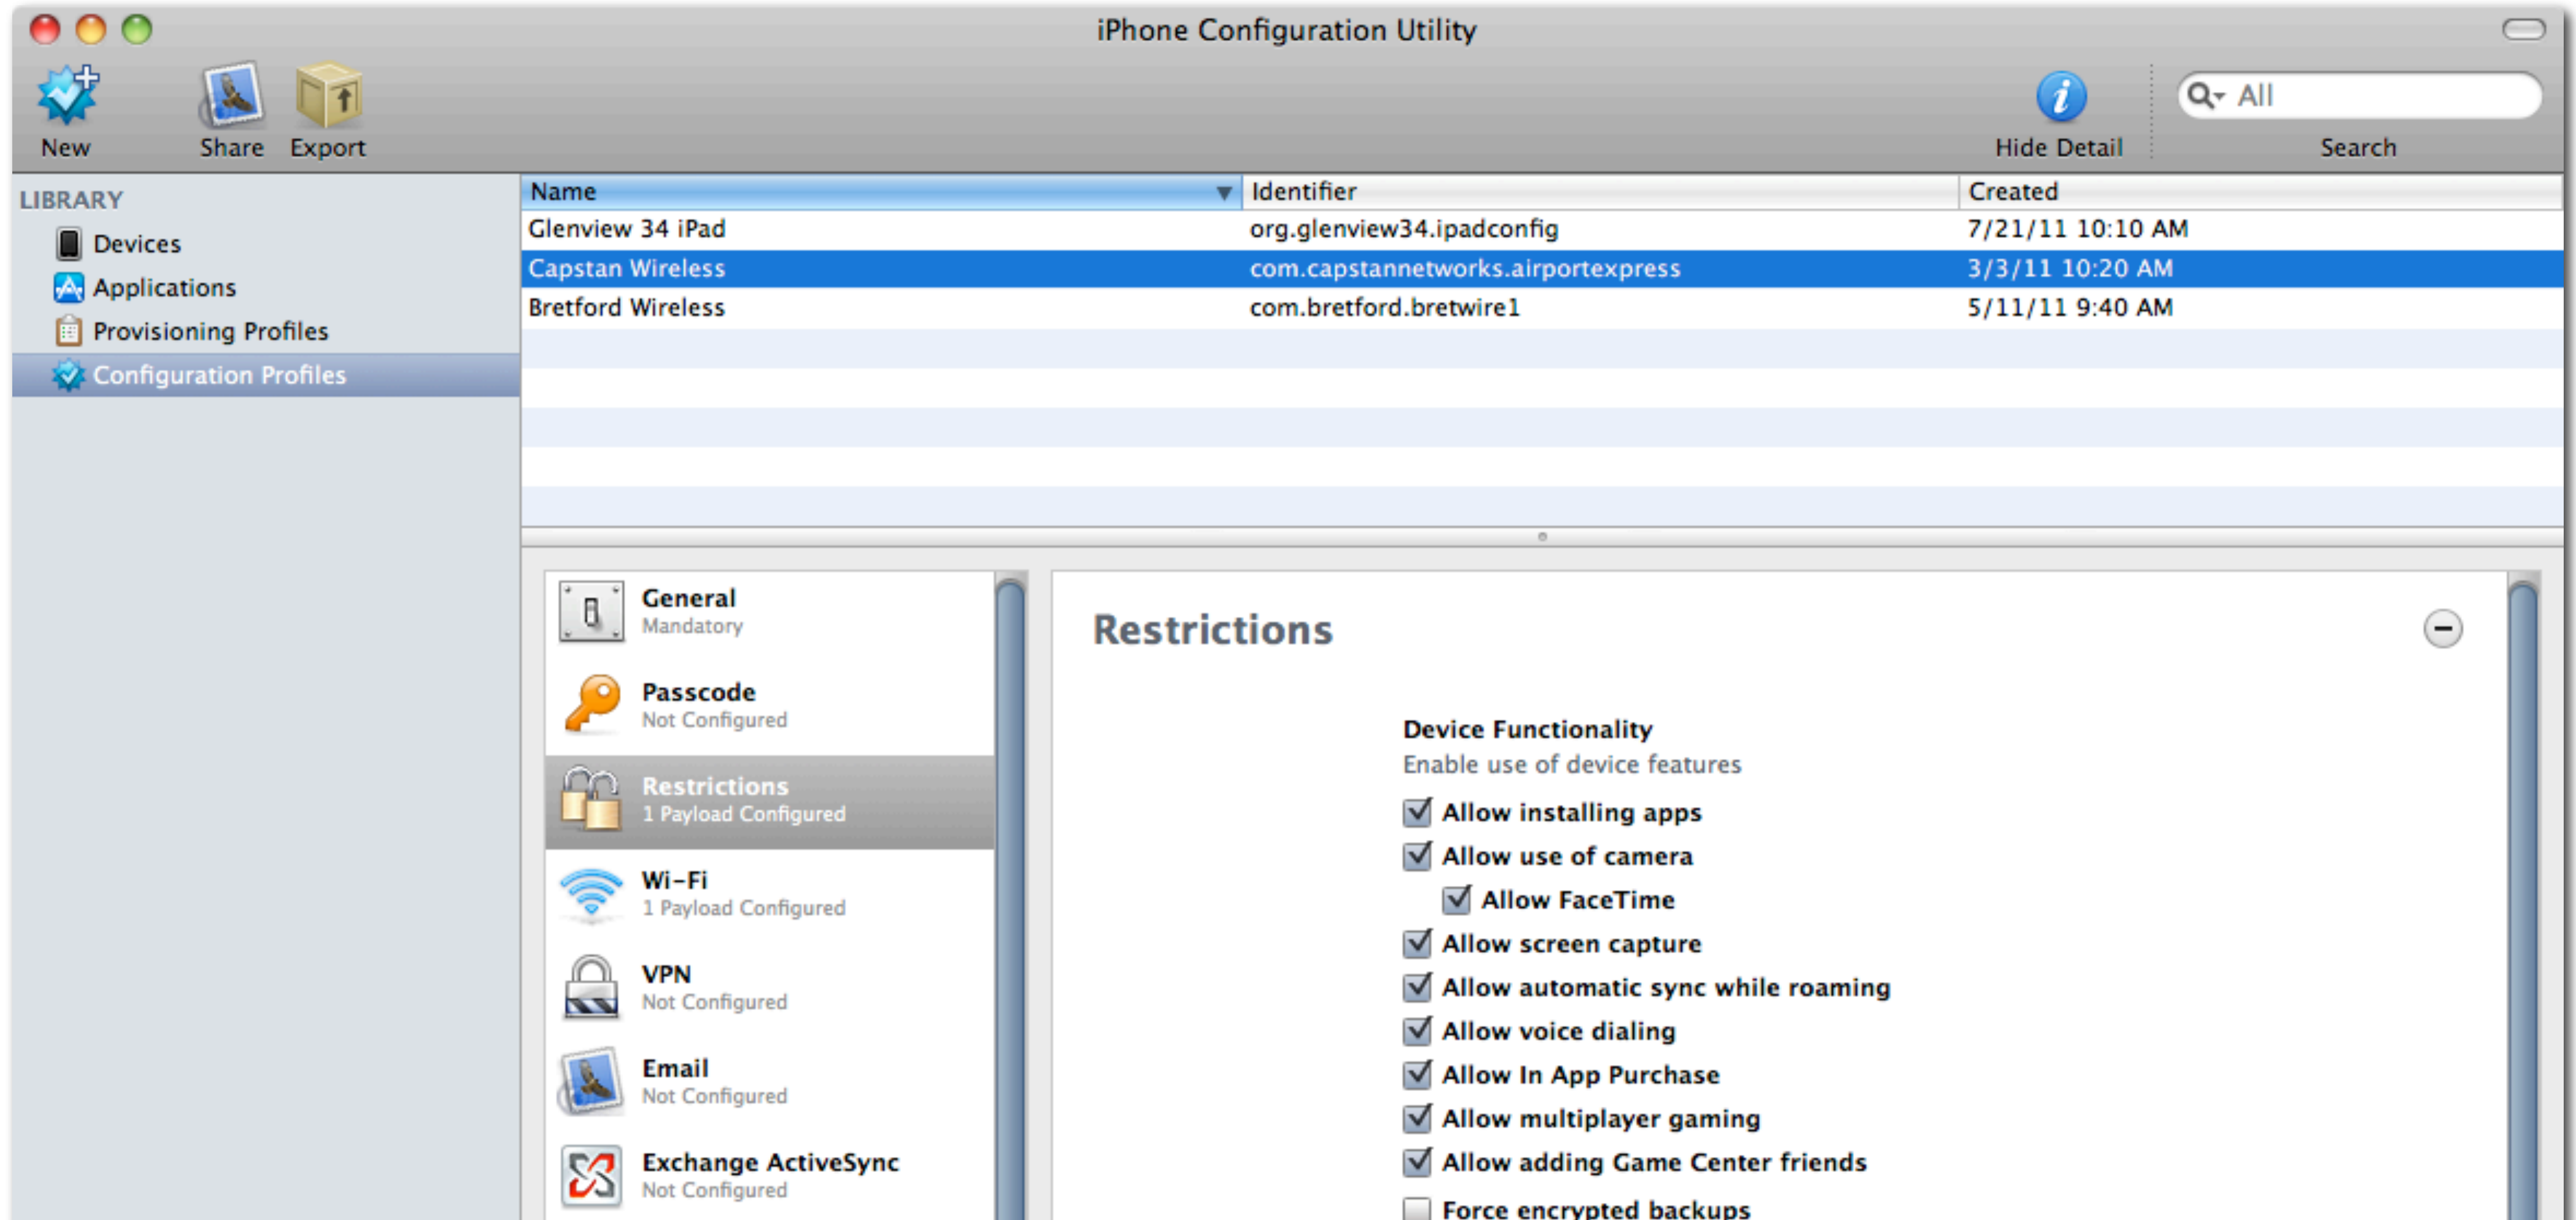 iPhone Configuration Utility
New Share Export Hide Detail All Search
LIBRARY
Devices
Applications
Provisioning Profiles
Configuration Profiles
Name Identifier Created
Glenview 34 iPad org.glenview34.ipadconfig 7/21/11 10:10 AM
Capstan Wireless com.capstannetworks.airportexpress 3/3/11 10:20 AM
Bretford Wireless com.bretford.bretwire1 5/11/11 9:40 AM
General
Mandatory
Passcode
Not Configured
Restrictions
1 Payload Configured
Wi-Fi
1 Payload Configured
VPN
Not Configured
Email
Not Configured
Exchange ActiveSync
Not Configured
Restrictions
Device Functionality
Enable use of device features
Allow installing apps
Allow use of camera
Allow FaceTime
Allow screen capture
Allow automatic sync while roaming
Allow voice dialing
Allow In App Purchase
Allow multiplayer gaming
Allow adding Game Center friends
Force encrypted backups